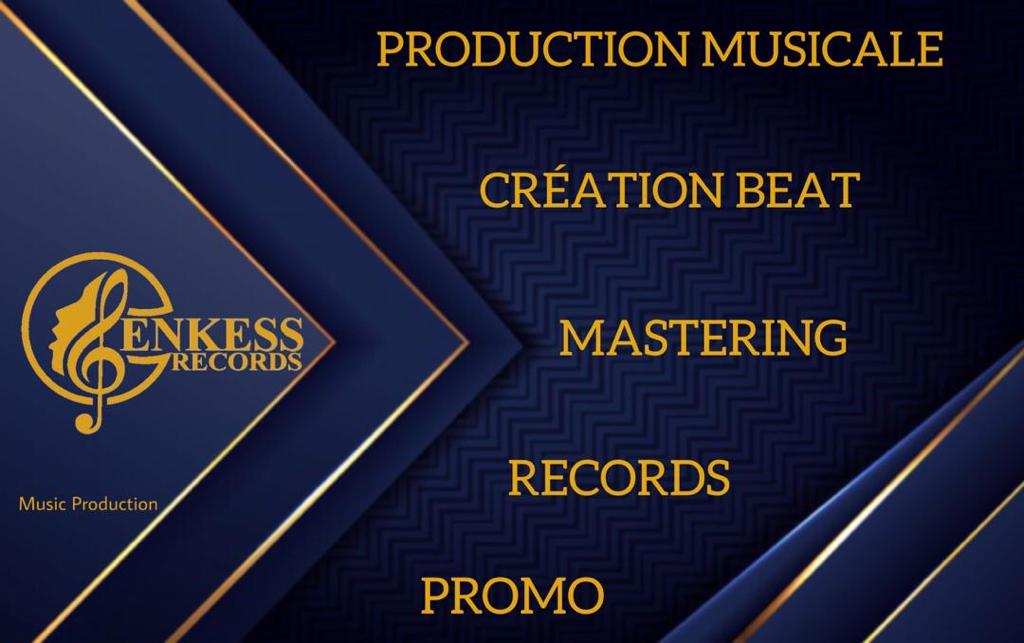 PRODUCTION MUSICALE
CRÉATION BEAT
GENKESS
RECORDS
MASTERING
RECORDS
Music Production
PROMO